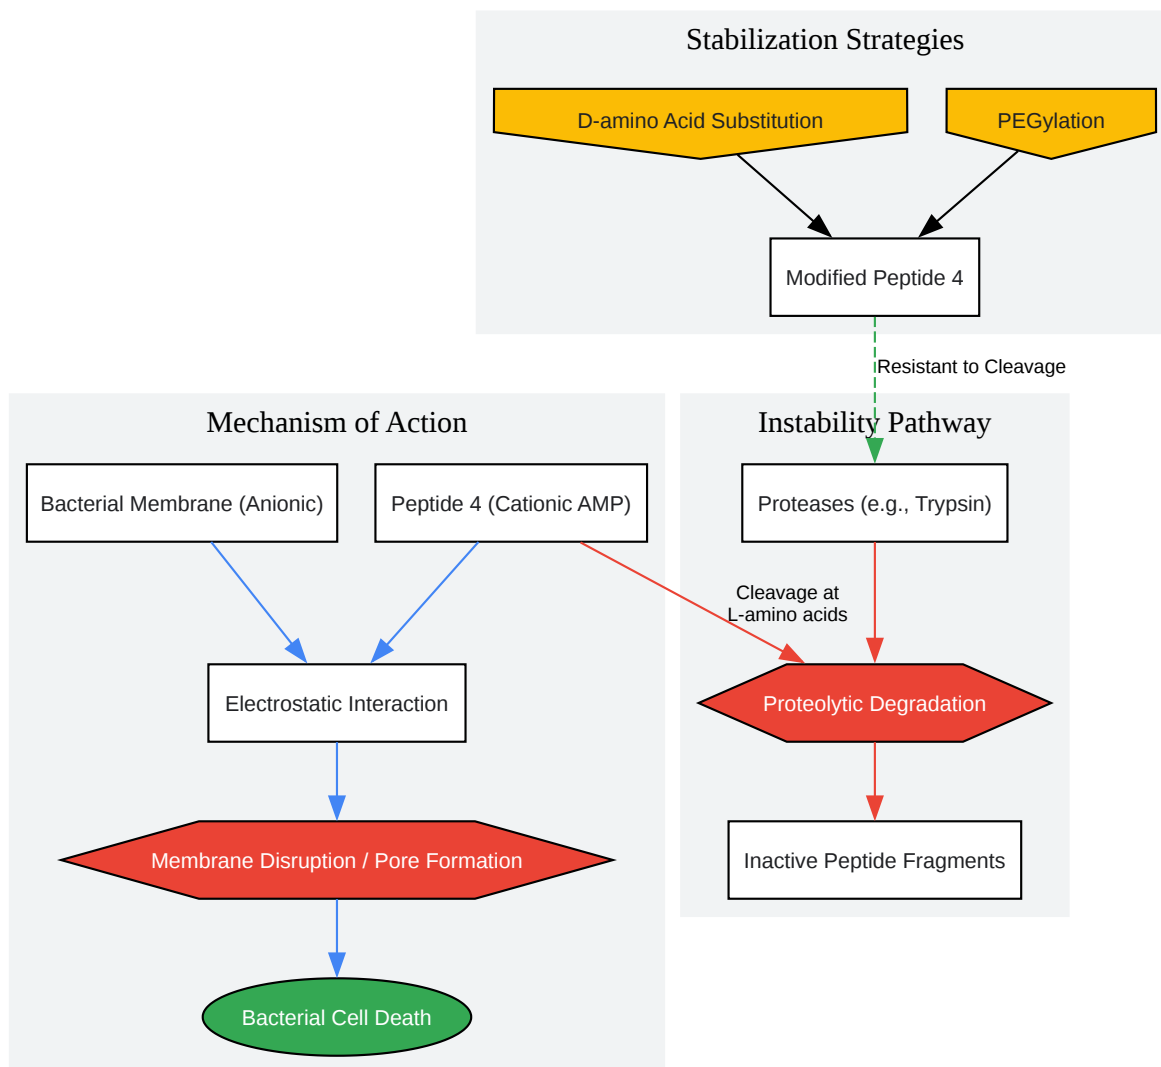 Stabilization Strategies
D-amino Acid Substitution
PEGylation
Modified Peptide 4
Resistant to Cleavage
Mechanism of Action
Instability Pathway
Bacterial Membrane (Anionic)
Peptide 4 (Cationic AMP)
Proteases (e.g., Trypsin)
Cleavage at
L-amino acids
Electrostatic Interaction
Proteolytic Degradation
Membrane Disruption / Pore Formation
Inactive Peptide Fragments
Bacterial Cell Death